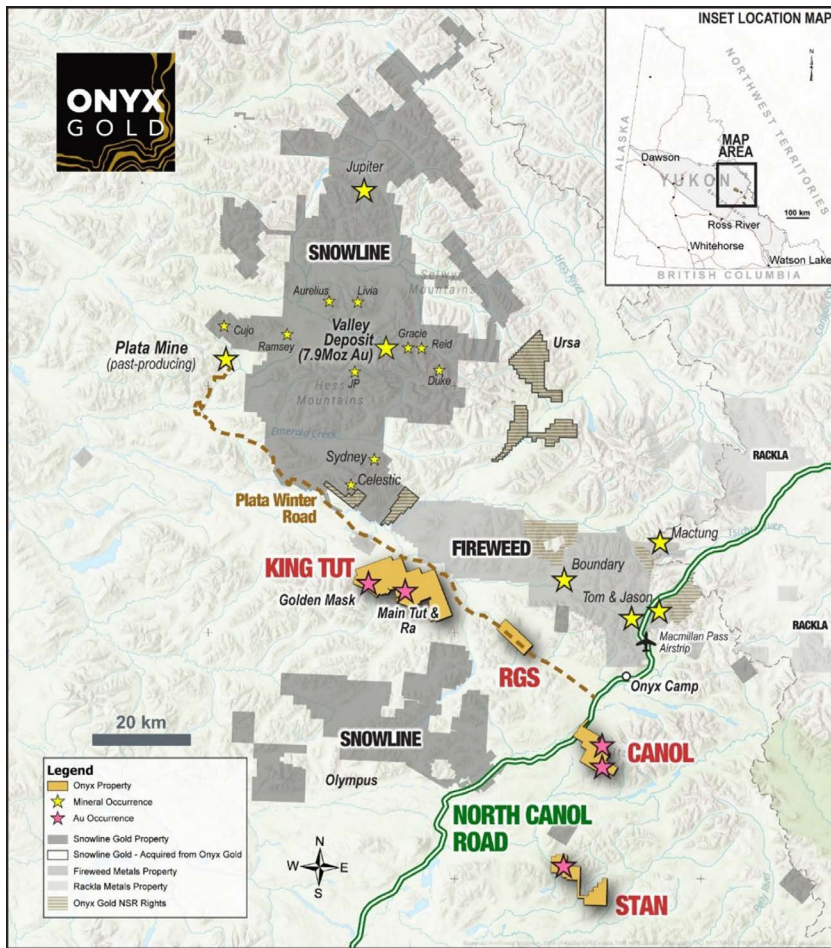 INSET LOCATION MAP
N
ALASKA
NORTHWEST TERRITORIES
Dawson
MAP
AREA
YUKON
100 km
Ross River
Whitehorse
Watson Lake
BRITISH COLUMBIA
ONYX
GOLD
Jupiter
SNOWLINE
Hess River
Selwyn
Mountains
Aurelius
Livia
Cujo
Ramsey
Valley
Deposit
(7.9Moz Au)
Gracie
Reid
Ursa
Plata Mine
(past-producing)
JP
Duke
Hess
Mountains
Emerald Creek
Sydney
Celestic
RACKLA
Plata Winter
Road
FIREWEED
Mactung
KING TUT
Boundary
Golden Mask
Main Tut &
Ra
Tom & Jason
RACKLA
Macmillan Pass
Airstrip
RGS
Onyx Camp
20 km
SNOWLINE
CANOL
Olympus
NORTH CANOL
ROAD
STAN
N
W E
S
Legend
Onyx Property
Mineral Occurrence
Au Occurrence
Snowline Gold Property
Snowline Gold - Acquired from Onyx Gold
Fireweed Metals Property
Rackla Metals Property
Onyx Gold NSR Rights